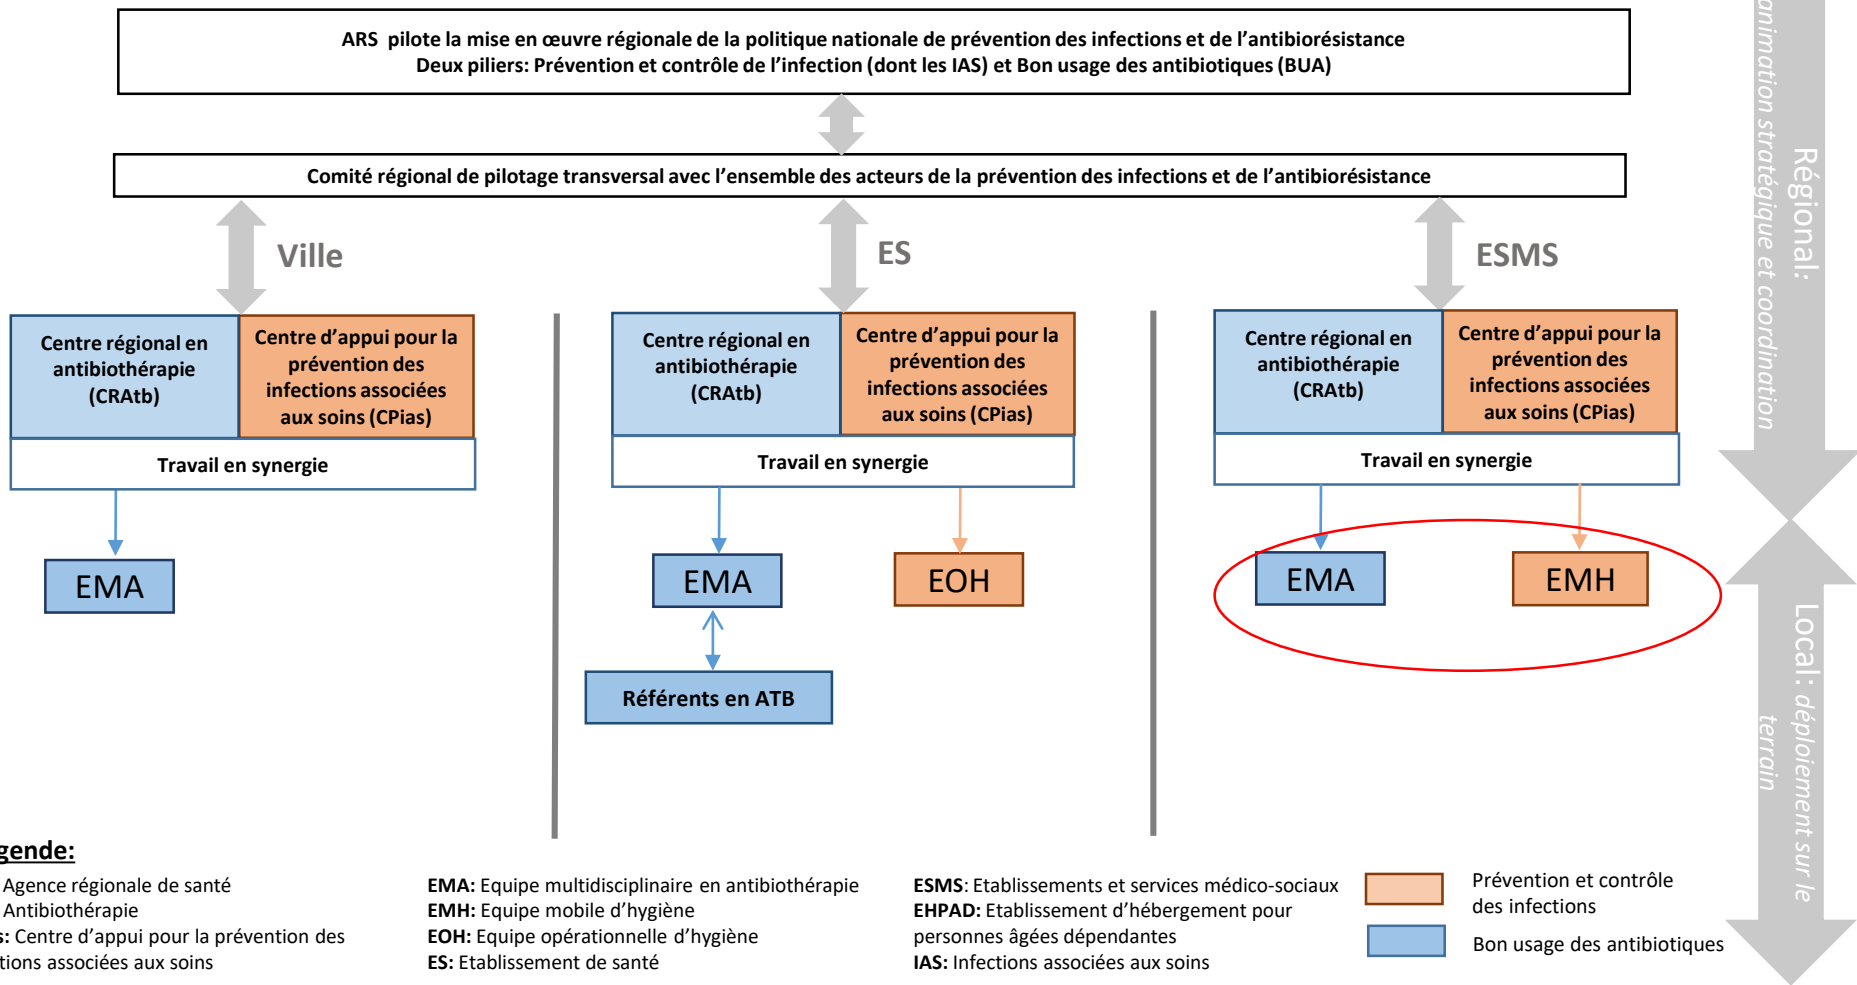 ARS pilote la mise en œuvre régionale de la politique nationale de prévention des infections et de l'antibiorésistance
Deux piliers: Prévention et contrôle de l'infection (dont les IAS) et Bon usage des antibiotiques (BUA)
Comité régional de pilotage transversal avec l'ensemble des acteurs de la prévention des infections et de l'antibiorésistance
Ville
ES
ESMS
Centre régional en
antibiothérapie
(CRAtb)
Centre d'appui pour la
prévention des
infections associées
aux soins (CPias)
Travail en synergie
EMA
Centre régional en
antibiothérapie
(CRAtb)
Centre d'appui pour la
prévention des
infections associées
aux soins (CPias)
Travail en synergie
EMA
EOH
Référents en ATB
Centre régional en
antibiothérapie
(CRAtb)
Centre d'appui pour la
prévention des
infections associées
aux soins (CPias)
Travail en synergie
EMA
EMH
Régional:
animation stratégique et coordination
Local: déploiement sur le
terrain
gende:
Agence régionale de santé
Antibiothérapie
s: Centre d'appui pour la prévention des
tions associées aux soins
EMA: Equipe multidisciplinaire en antibiothérapie
EMH: Equipe mobile d'hygiène
EOH: Equipe opérationnelle d'hygiène
ES: Etablissement de santé
ESMS: Etablissements et services médico-sociaux
EHPAD: Etablissement d'hébergement pour
personnes âgées dépendantes
IAS: Infections associées aux soins
Prévention et contrôle
des infections
Bon usage des antibiotiques